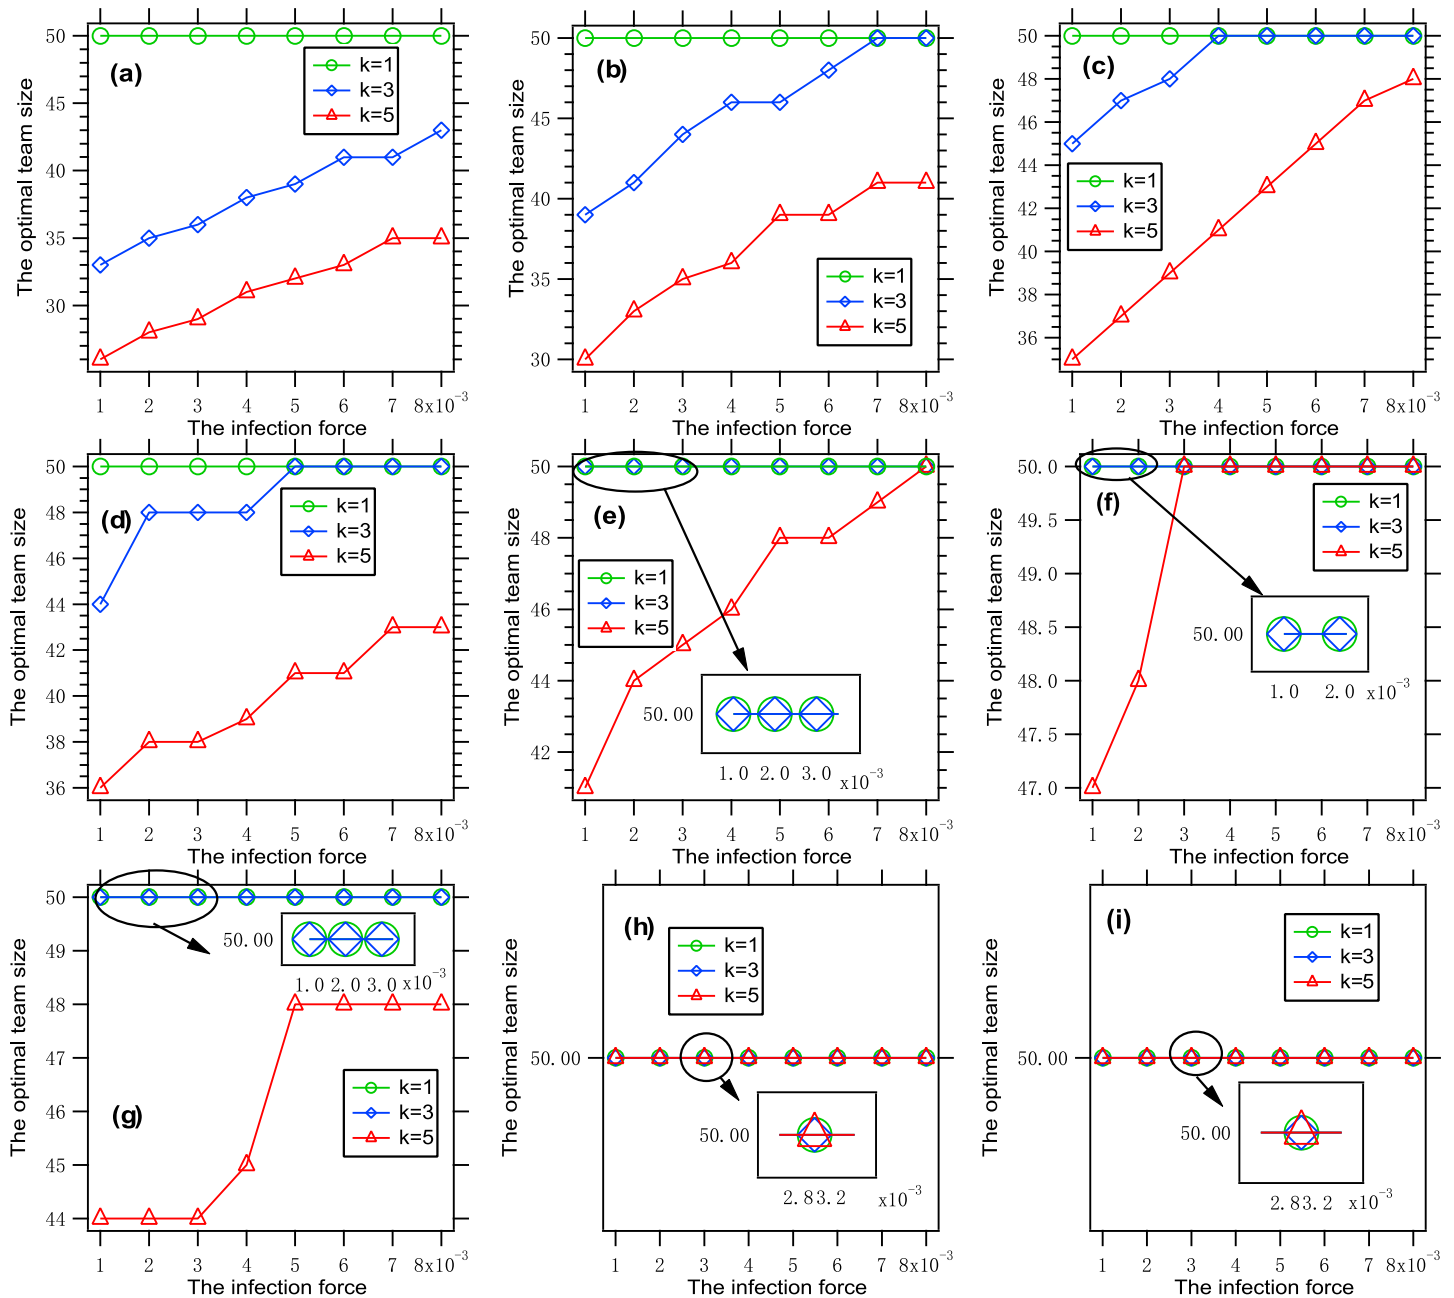 The optimal team size
50
45
40
35
30
(a)
k=1
k=3
k=5
1 2 3 4 5 6 7 8x10⁻³
The infection force
The optimal team size
50
45
40
35
30
(b)
k=1
k=3
k=5
1 2 3 4 5 6 7 8x10⁻³
The infection force
The optimal team size
50
48
46
44
42
40
38
36
(c)
k=1
k=3
k=5
1 2 3 4 5 6 7 8x10⁻³
The infection force
The optimal team size
50
48
46
44
42
40
38
36
(d)
k=1
k=3
k=5
1 2 3 4 5 6 7 8x10⁻³
The infection force
The optimal team size
50
48
46
44
42
(e)
k=1
k=3
k=5
50.00
1.0 2.0 3.0 x10⁻³
1 2 3 4 5 6 7 8x10⁻³
The infection force
The optimal team size
50.0
49.5
49.0
48.5
48.0
47.5
47.0
(f)
k=1
k=3
k=5
50.00
1.0 2.0 x10⁻³
1 2 3 4 5 6 7 8x10⁻³
The infection force
The optimal team size
50
49
48
47
46
45
44
50.00
1.0 2.0 3.0 x10⁻³
(g)
k=1
k=3
k=5
1 2 3 4 5 6 7 8x10⁻³
The infection force
The optimal team size
50.00
(h)
k=1
k=3
k=5
50.00
2.83.2 x10⁻³
1 2 3 4 5 6 7 8x10⁻³
The infection force
The optimal team size
50.00
(i)
k=1
k=3
k=5
50.00
2.83.2 x10⁻³
1 2 3 4 5 6 7 8x10⁻³
The infection force